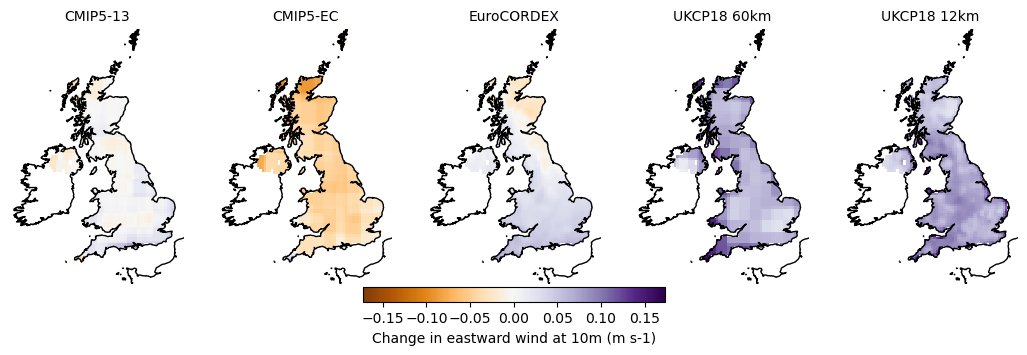 CMIP5-13 CMIP5-EC EuroCORDEX UKCP18 60km UKCP18 12km
−0.15 −0.10 −0.05 0.00 0.05 0.10 0.15
Change in eastward wind at 10m (m s-1)